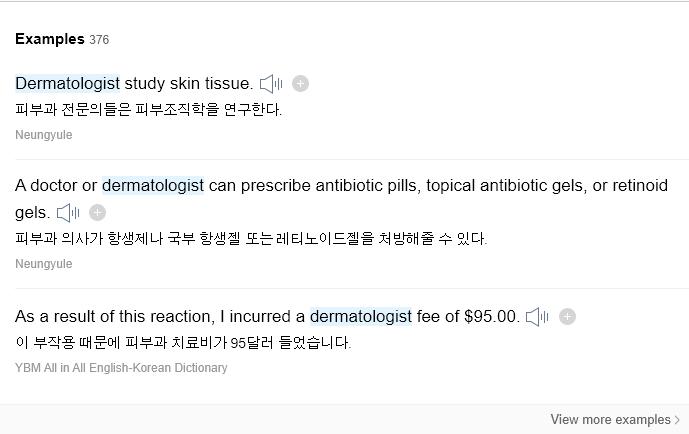 Examples 376
Dermatologist study skin tissue.
피부과 전문의들은 피부조직학을 연구한다.
Neungyule
A doctor or dermatologist can prescribe antibiotic pills, topical antibiotic gels, or retinoid
gels.
피부과 의사가 항생제나 국부 항생젤 또는 레티노이드젤을 처방해줄 수 있다.
Neungyule
As a result of this reaction, I incurred a dermatologist fee of $95.00.
이 부작용 때문에 피부과 치료비가 95달러 들었습니다.
YBM All in All English-Korean Dictionary
View more examples